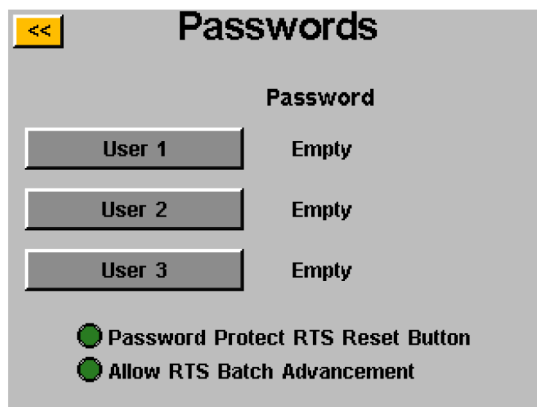 << Passwords
Password
User 1 Empty
User 2 Empty
User 3 Empty
Password Protect RTS Reset Button
Allow RTS Batch Advancement